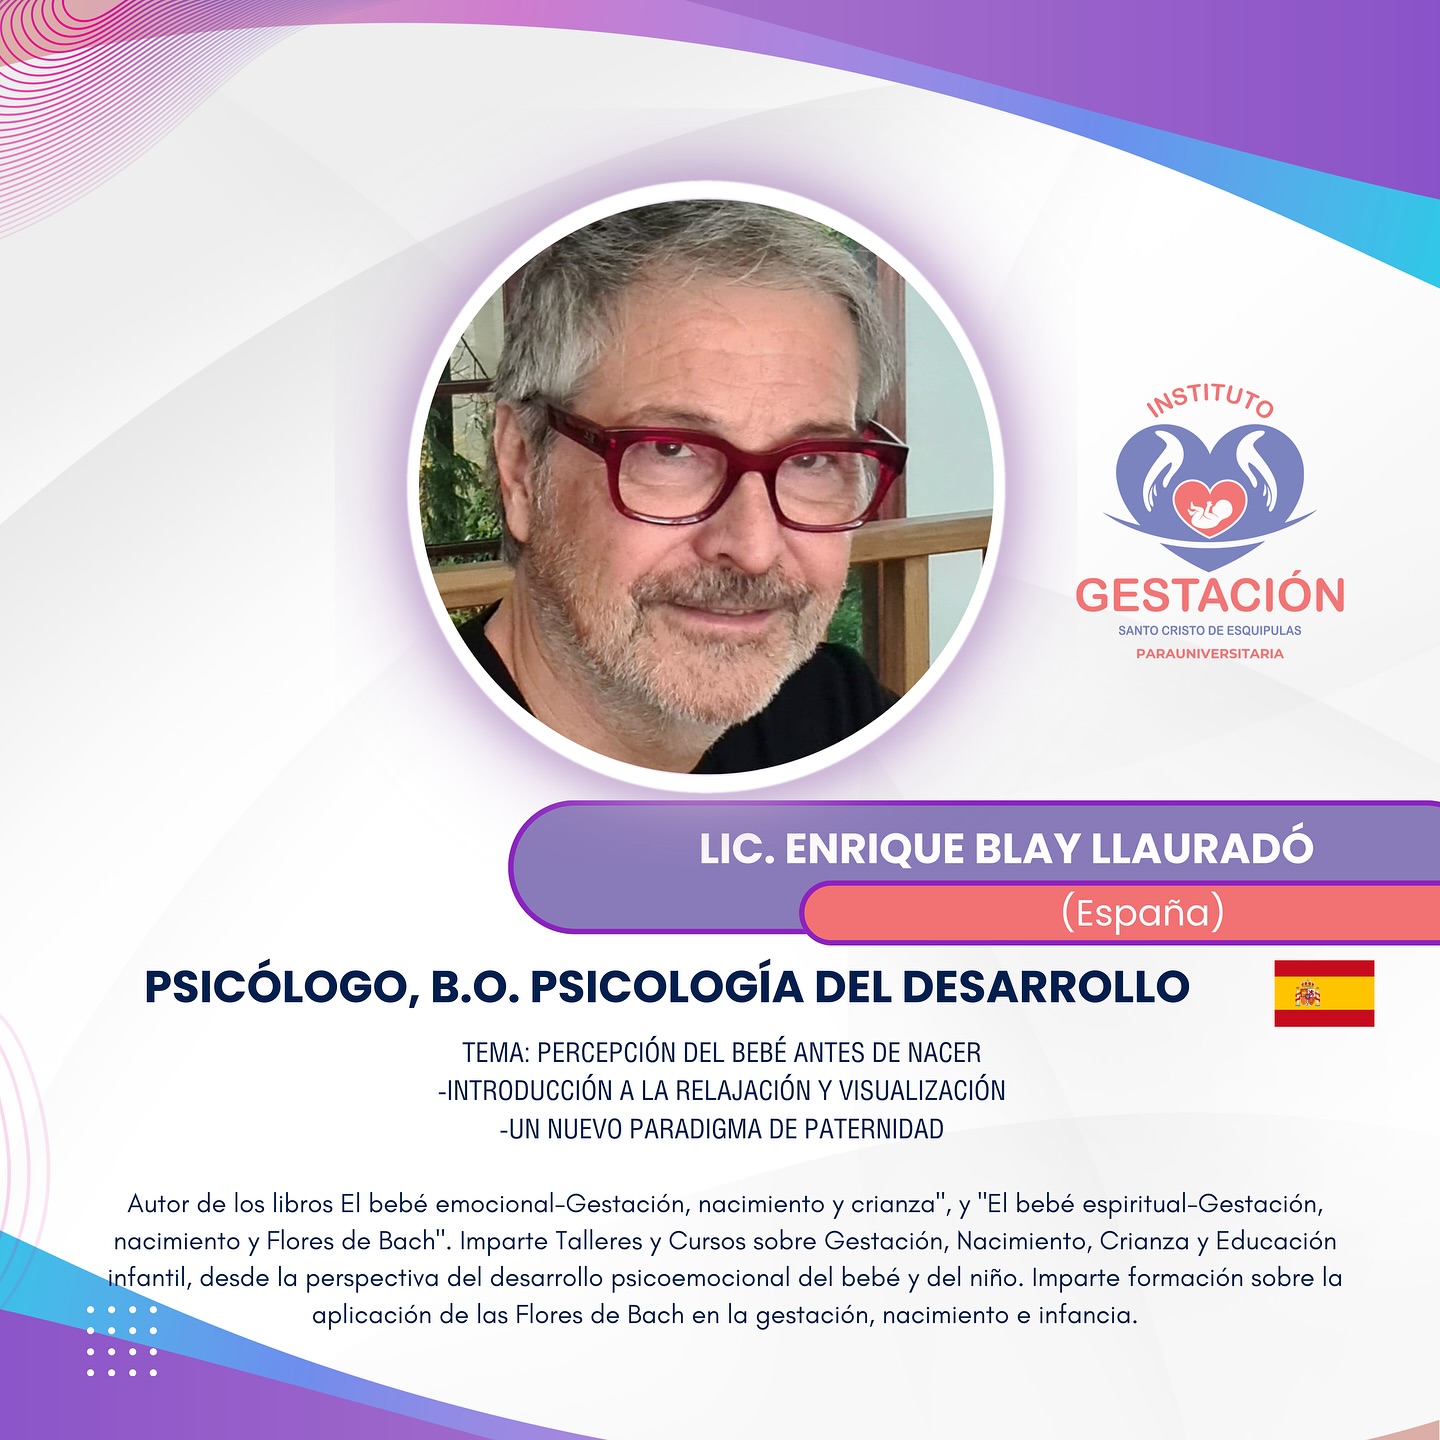 INSTITUTO
GESTACIÓN
SANTO CRISTO DE ESQUIPULAS
PARAUNIVERSITARIA
LIC. ENRIQUE BLAY LLAURADÓ
(España)
PSICÓLOGO, B.O. PSICOLOGÍA DEL DESARROLLO
TEMA: PERCEPCIÓN DEL BEBÉ ANTES DE NACER
-INTRODUCCIÓN A LA RELAJACIÓN Y VISUALIZACIÓN
-UN NUEVO PARADIGMA DE PATERNIDAD
Autor de los libros El bebé emocional-Gestación, nacimiento y crianza", y "El bebé espiritual-Gestación,
nacimiento y Flores de Bach". Imparte Talleres y Cursos sobre Gestación, Nacimiento, Crianza y Educación
infantil, desde la perspectiva del desarrollo psicoemocional del bebé y del niño. Imparte formación sobre la
aplicación de las Flores de Bach en la gestación, nacimiento e infancia.